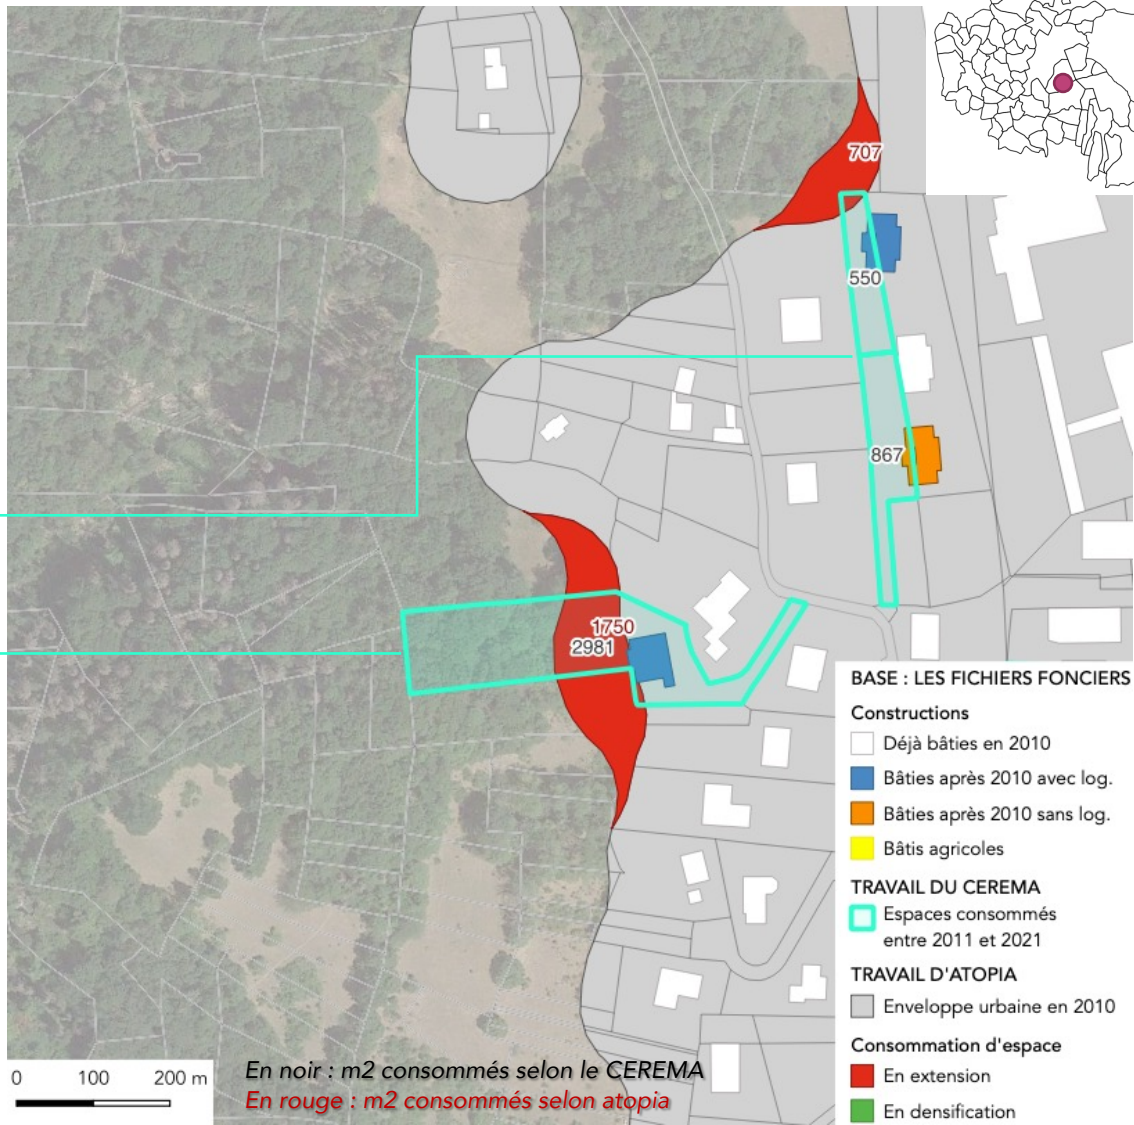 707
550
867
1750
2981
BASE : LES FICHIERS FONCIERS
Constructions
Déjà bâties en 2010
Bâties après 2010 avec log.
Bâties après 2010 sans log.
Bâtis agricoles
TRAVAIL DU CEREMA
Espaces consommés
entre 2011 et 2021
TRAVAIL D'ATOPIA
Enveloppe urbaine en 2010
Consommation d'espace
En extension
En densification
0 100 200 m
En noir : m2 consommés selon le CEREMA
En rouge : m2 consommés selon atopia